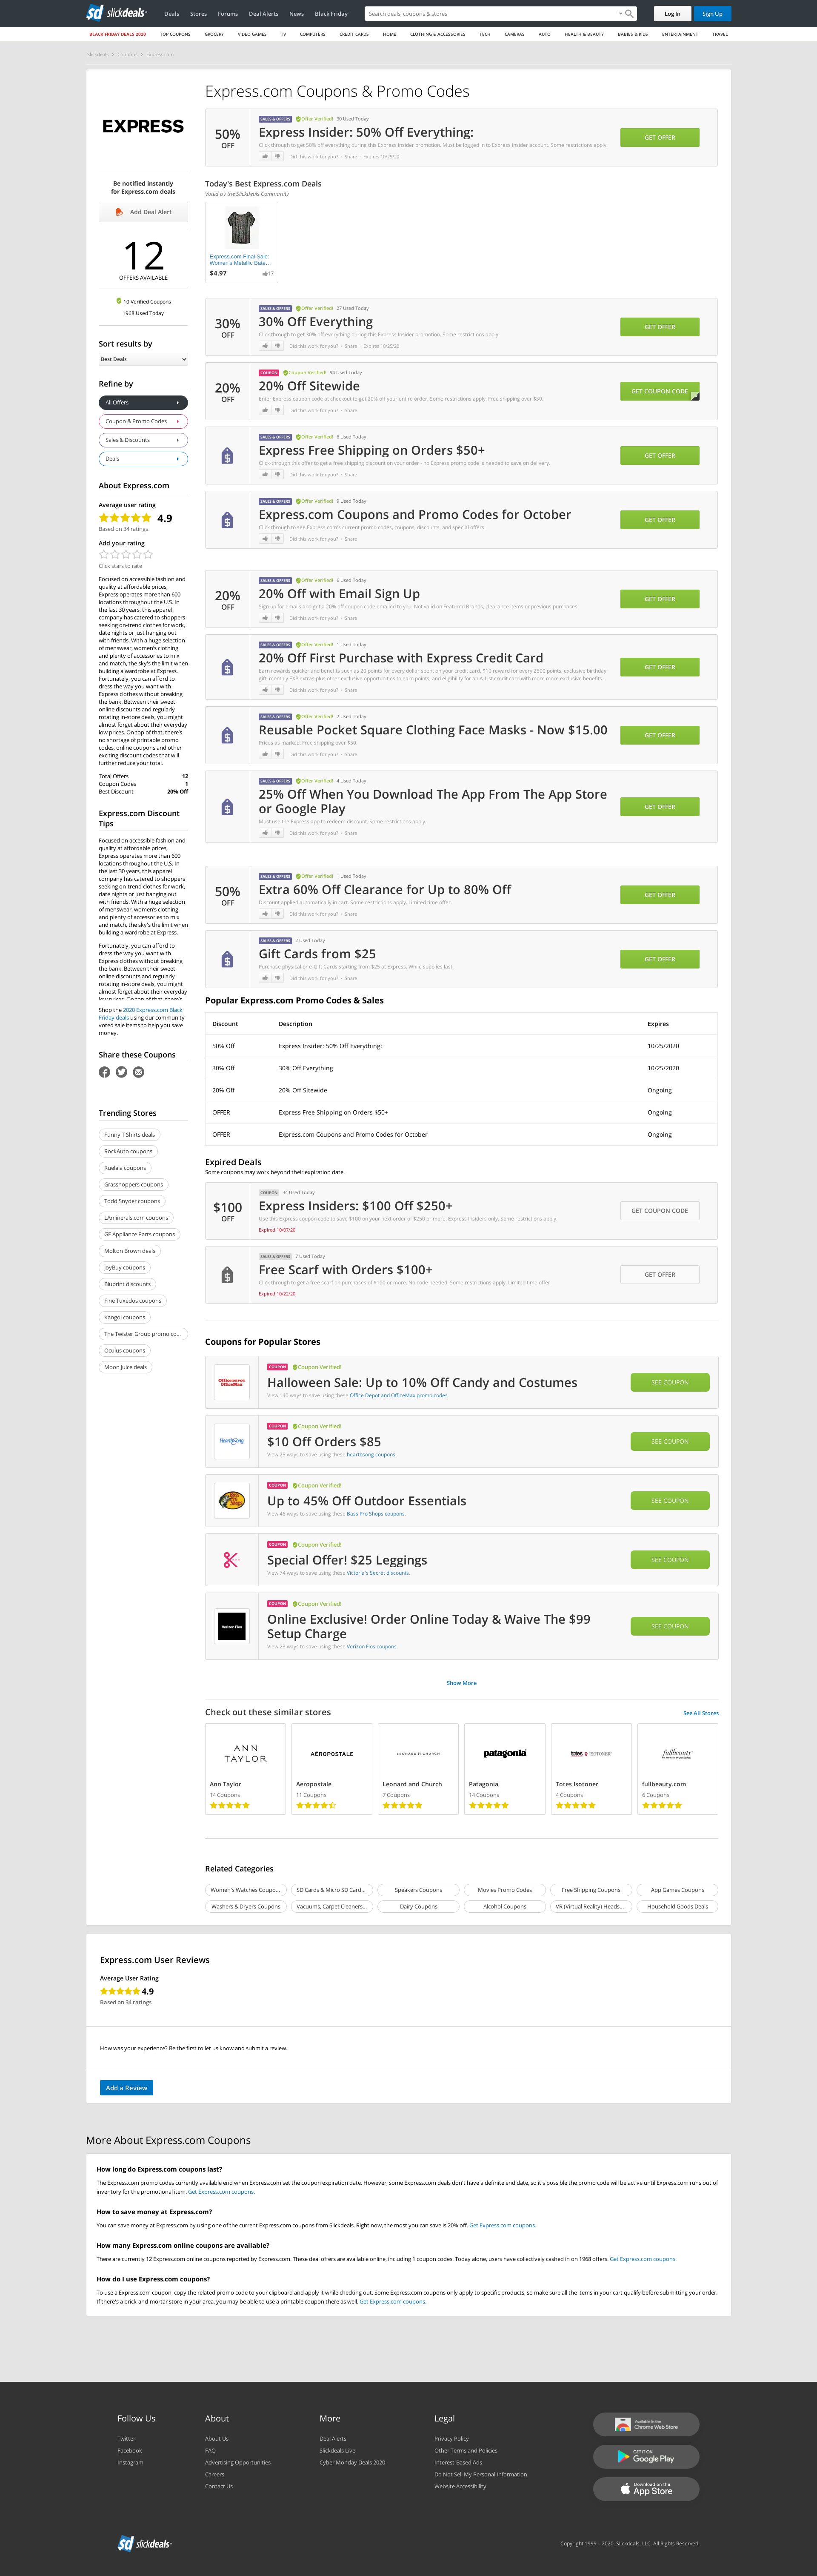 slickdeals
Deals Stores Forums Deal Alerts News Black Friday
Search deals, coupons & stores
Log In Sign Up
BLACK FRIDAY DEALS 2020 TOP COUPONS GROCERY VIDEO GAMES TV COMPUTERS CREDIT CARDS HOME CLOTHING & ACCESSORIES TECH CAMERAS AUTO HEALTH & BEAUTY BABIES & KIDS ENTERTAINMENT TRAVEL
Slickdeals > Coupons > Express.com
EXPRESS
Be notified instantly
for Express.com deals
Add Deal Alert
12
OFFERS AVAILABLE
10 Verified Coupons
1968 Used Today
Sort results by
Best Deals
Refine by
All Offers
Coupon & Promo Codes
Sales & Discounts
Deals
About Express.com
Average user rating
4.9
Based on 34 ratings
Add your rating
Click stars to rate
Focused on accessible fashion and
quality at affordable prices,
Express operates more than 600
locations throughout the U.S. In
the last 30 years, this apparel
company has catered to shoppers
seeking on-trend clothes for work,
date nights or just hanging out
with friends. With a huge selection
of menswear, women's clothing
and plenty of accessories to mix
and match, the sky's the limit when
building a wardrobe at Express.
Fortunately, you can afford to
dress the way you want with
Express clothes without breaking
the bank. Between their sweet
online discounts and regularly
rotating in-store deals, you might
almost forget about their everyday
low prices. On top of that, there's
no shortage of printable promo
codes, online coupons and other
exciting discount codes that will
further reduce your total.
Total Offers 12
Coupon Codes 1
Best Discount 20% Off
Express.com Discount
Tips
Focused on accessible fashion and
quality at affordable prices,
Express operates more than 600
locations throughout the U.S. In
the last 30 years, this apparel
company has catered to shoppers
seeking on-trend clothes for work,
date nights or just hanging out
with friends. With a huge selection
of menswear, women's clothing
and plenty of accessories to mix
and match, the sky's the limit when
building a wardrobe at Express.
Fortunately, you can afford to
dress the way you want with
Express clothes without breaking
the bank. Between their sweet
online discounts and regularly
rotating in-store deals, you might
almost forget about their everyday
low prices. On top of that, there's
Shop the 2020 Express.com Black
Friday deals using our community
voted sale items to help you save
money.
Share these Coupons
Trending Stores
Funny T Shirts deals
RockAuto coupons
Ruelala coupons
Grasshoppers coupons
Todd Snyder coupons
LAminerals.com coupons
GE Appliance Parts coupons
Molton Brown deals
JoyBuy coupons
Bluprint discounts
Fine Tuxedos coupons
Kangol coupons
The Twister Group promo co...
Oculus coupons
Moon Juice deals
Express.com Coupons & Promo Codes
50% OFF
SALES & OFFERS Offer Verified! 30 Used Today
Express Insider: 50% Off Everything:
Click through to get 50% off everything during this Express Insider promotion. Must be logged in to Express Insider account. Some restrictions apply.
Did this work for you? · Share · Expires 10/25/20
GET OFFER
Today's Best Express.com Deals
Voted by the Slickdeals Community
Express.com Final Sale:
Women's Metallic Bate...
$4.97 17
30% OFF
SALES & OFFERS Offer Verified! 27 Used Today
30% Off Everything
Click through to get 30% off everything during this Express Insider promotion. Some restrictions apply.
Did this work for you? · Share · Expires 10/25/20
GET OFFER
20% OFF
COUPON Coupon Verified! 94 Used Today
20% Off Sitewide
Enter Express coupon code at checkout to get 20% off your entire order. Some restrictions apply. Free shipping over $50.
Did this work for you? · Share
GET COUPON CODE
SALES & OFFERS Offer Verified! 6 Used Today
Express Free Shipping on Orders $50+
Click-through this offer to get a free shipping discount on your order - no Express promo code is needed to save on delivery.
Did this work for you? · Share
GET OFFER
SALES & OFFERS Offer Verified! 9 Used Today
Express.com Coupons and Promo Codes for October
Click through to see Express.com's current promo codes, coupons, discounts, and special offers.
Did this work for you? · Share
GET OFFER
20% OFF
SALES & OFFERS Offer Verified! 6 Used Today
20% Off with Email Sign Up
Sign up for emails and get a 20% off coupon code emailed to you. Not valid on Featured Brands, clearance items or previous purchases.
Did this work for you? · Share
GET OFFER
SALES & OFFERS Offer Verified! 1 Used Today
20% Off First Purchase with Express Credit Card
Earn rewards quicker and benefits such as 20 points for every dollar spent on your credit card, $10 reward for every 2500 points, exclusive birthday
gift, monthly EXP extras plus other exclusive opportunities to earn points, and eligibility for an A-List credit card with more more exclusive benefits...
Did this work for you? · Share
GET OFFER
SALES & OFFERS Offer Verified! 2 Used Today
Reusable Pocket Square Clothing Face Masks - Now $15.00
Prices as marked. Free shipping over $50.
Did this work for you? · Share
GET OFFER
SALES & OFFERS Offer Verified! 4 Used Today
25% Off When You Download The App From The App Store
or Google Play
Must use the Express app to redeem discount. Some restrictions apply.
Did this work for you? · Share
GET OFFER
50% OFF
SALES & OFFERS Offer Verified! 7 Used Today
Extra 60% Off Clearance for Up to 80% Off
Discount applied automatically in cart. Some restrictions apply. Limited time offer.
Did this work for you? · Share
GET OFFER
SALES & OFFERS 2 Used Today
Gift Cards from $25
Purchase physical or e-Gift Cards starting from $25 at Express. While supplies last.
Did this work for you? · Share
GET OFFER
Popular Express.com Promo Codes & Sales
Discount Description Expires
50% Off Express Insider: 50% Off Everything: 10/25/2020
30% Off 30% Off Everything 10/25/2020
20% Off 20% Off Sitewide Ongoing
OFFER Express Free Shipping on Orders $50+ Ongoing
OFFER Express.com Coupons and Promo Codes for October Ongoing
Expired Deals
Some coupons may work beyond their expiration date.
$100 OFF
COUPON 34 Used Today
Express Insiders: $100 Off $250+
Use this Express coupon code to save $100 on your next order of $250 or more. Express Insiders only. Some restrictions apply.
Expired 10/07/20
GET COUPON CODE
SALES & OFFERS 7 Used Today
Free Scarf with Orders $100+
Click through to get a free scarf on purchases of $100 or more. No code needed. Some restrictions apply. Limited time offer.
Expired 10/22/20
GET OFFER
Coupons for Popular Stores
Office DEPOT OfficeMax
COUPON Coupon Verified!
Halloween Sale: Up to 10% Off Candy and Costumes
View 140 ways to save using these Office Depot and OfficeMax promo codes.
SEE COUPON
HearthSong
COUPON Coupon Verified!
$10 Off Orders $85
View 25 ways to save using these hearthsong coupons.
SEE COUPON
Bass Pro Shops
COUPON Coupon Verified!
Up to 45% Off Outdoor Essentials
View 46 ways to save using these Bass Pro Shops coupons.
SEE COUPON
COUPON Coupon Verified!
Special Offer! $25 Leggings
View 74 ways to save using these Victoria's Secret discounts.
SEE COUPON
Verizon Fios
COUPON Coupon Verified!
Online Exclusive! Order Online Today & Waive The $99
Setup Charge
View 23 ways to save using these Verizon Fios coupons.
SEE COUPON
Show More
Check out these similar stores See All Stores
ANN TAYLOR AÉROPOSTALE LEONARD & CHURCH patagonia totes ISOTONER fullbeauty
Ann Taylor Aeropostale Leonard and Church Patagonia Totes Isotoner fullbeauty.com
14 Coupons 11 Coupons 7 Coupons 14 Coupons 4 Coupons 6 Coupons
Related Categories
Women's Watches Coupo... SD Cards & Micro SD Card... Speakers Coupons Movies Promo Codes Free Shipping Coupons App Games Coupons
Washers & Dryers Coupons Vacuums, Carpet Cleaners... Dairy Coupons Alcohol Coupons VR (Virtual Reality) Heads... Household Goods Deals
Express.com User Reviews
Average User Rating
4.9
Based on 34 ratings
How was your experience? Be the first to let us know and submit a review.
Add a Review
More About Express.com Coupons
How long do Express.com coupons last?
The Express.com promo codes currently available end when Express.com set the coupon expiration date. However, some Express.com deals don't have a definite end date, so it's possible the promo code will be active until Express.com runs out of
inventory for the promotional item. Get Express.com coupons.
How to save money at Express.com?
You can save money at Express.com by using one of the current Express.com coupons from Slickdeals. Right now, the most you can save is 20% off. Get Express.com coupons.
How many Express.com online coupons are available?
There are currently 12 Express.com online coupons reported by Express.com. These deal offers are available online, including 1 coupon codes. Today alone, users have collectively cashed in on 1968 offers. Get Express.com coupons.
How do I use Express.com coupons?
To use a Express.com coupon, copy the related promo code to your clipboard and apply it while checking out. Some Express.com coupons only apply to specific products, so make sure all the items in your cart qualify before submitting your order.
If there's a brick-and-mortar store in your area, you may be able to use a printable coupon there as well. Get Express.com coupons.
Follow Us About More Legal
Twitter About Us Deal Alerts Privacy Policy
Facebook FAQ Slickdeals Live Other Terms and Policies
Instagram Advertising Opportunities Cyber Monday Deals 2020 Interest-Based Ads
Careers Do Not Sell My Personal Information
Contact Us Website Accessibility
Available in the
Chrome Web Store
GET IT ON
Google Play
Download on the
App Store
slickdeals
Copyright 1999 – 2020. Slickdeals, LLC. All Rights Reserved.